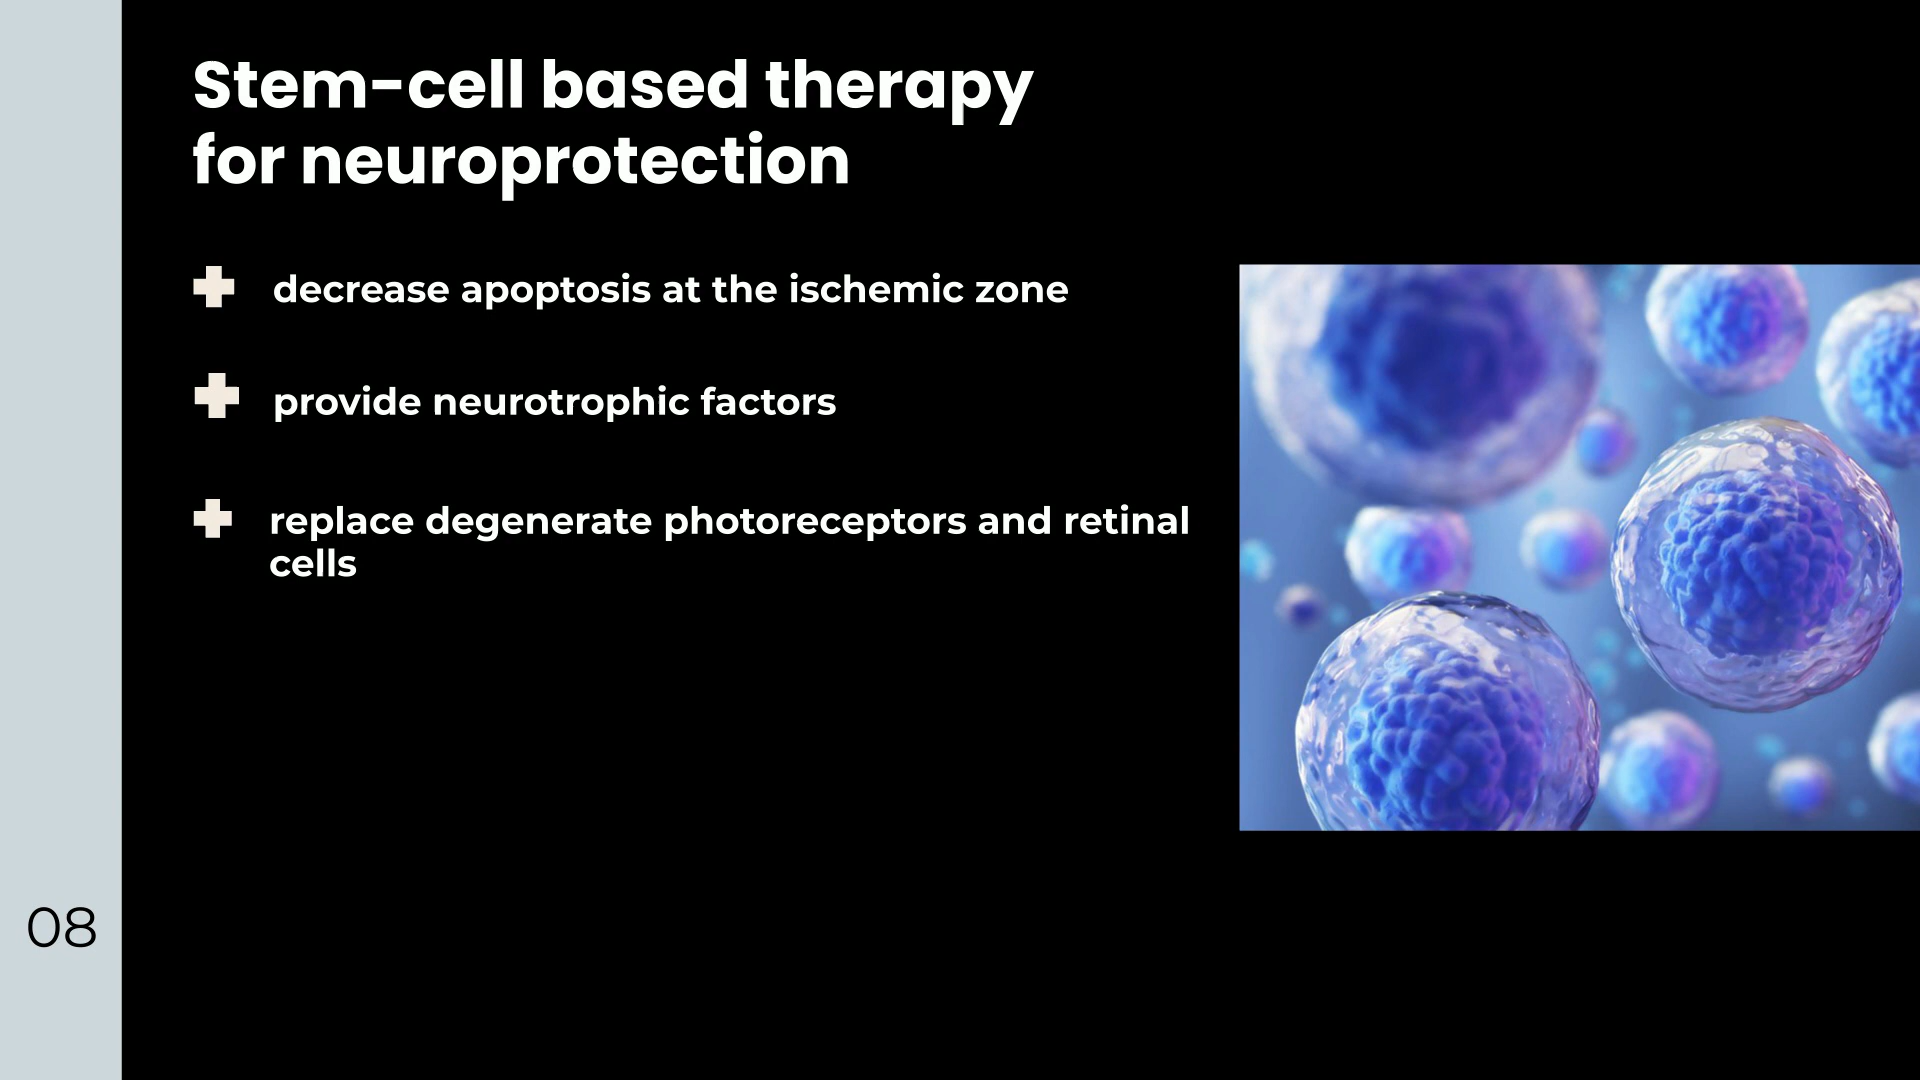 Stem-cell based therapy
for neuroprotection
decrease apoptosis at the ischemic zone
provide neurotrophic factors
replace degenerate photoreceptors and retinal
cells
08